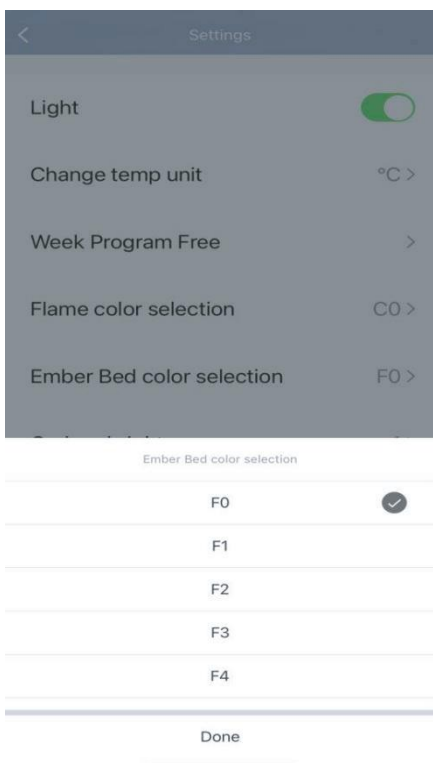 Settings
Light
Change temp unit °C >
Week Program Free >
Flame color selection C0 >
Ember Bed color selection F0 >
Ember Bed color selection
F0
F1
F2
F3
F4
Done